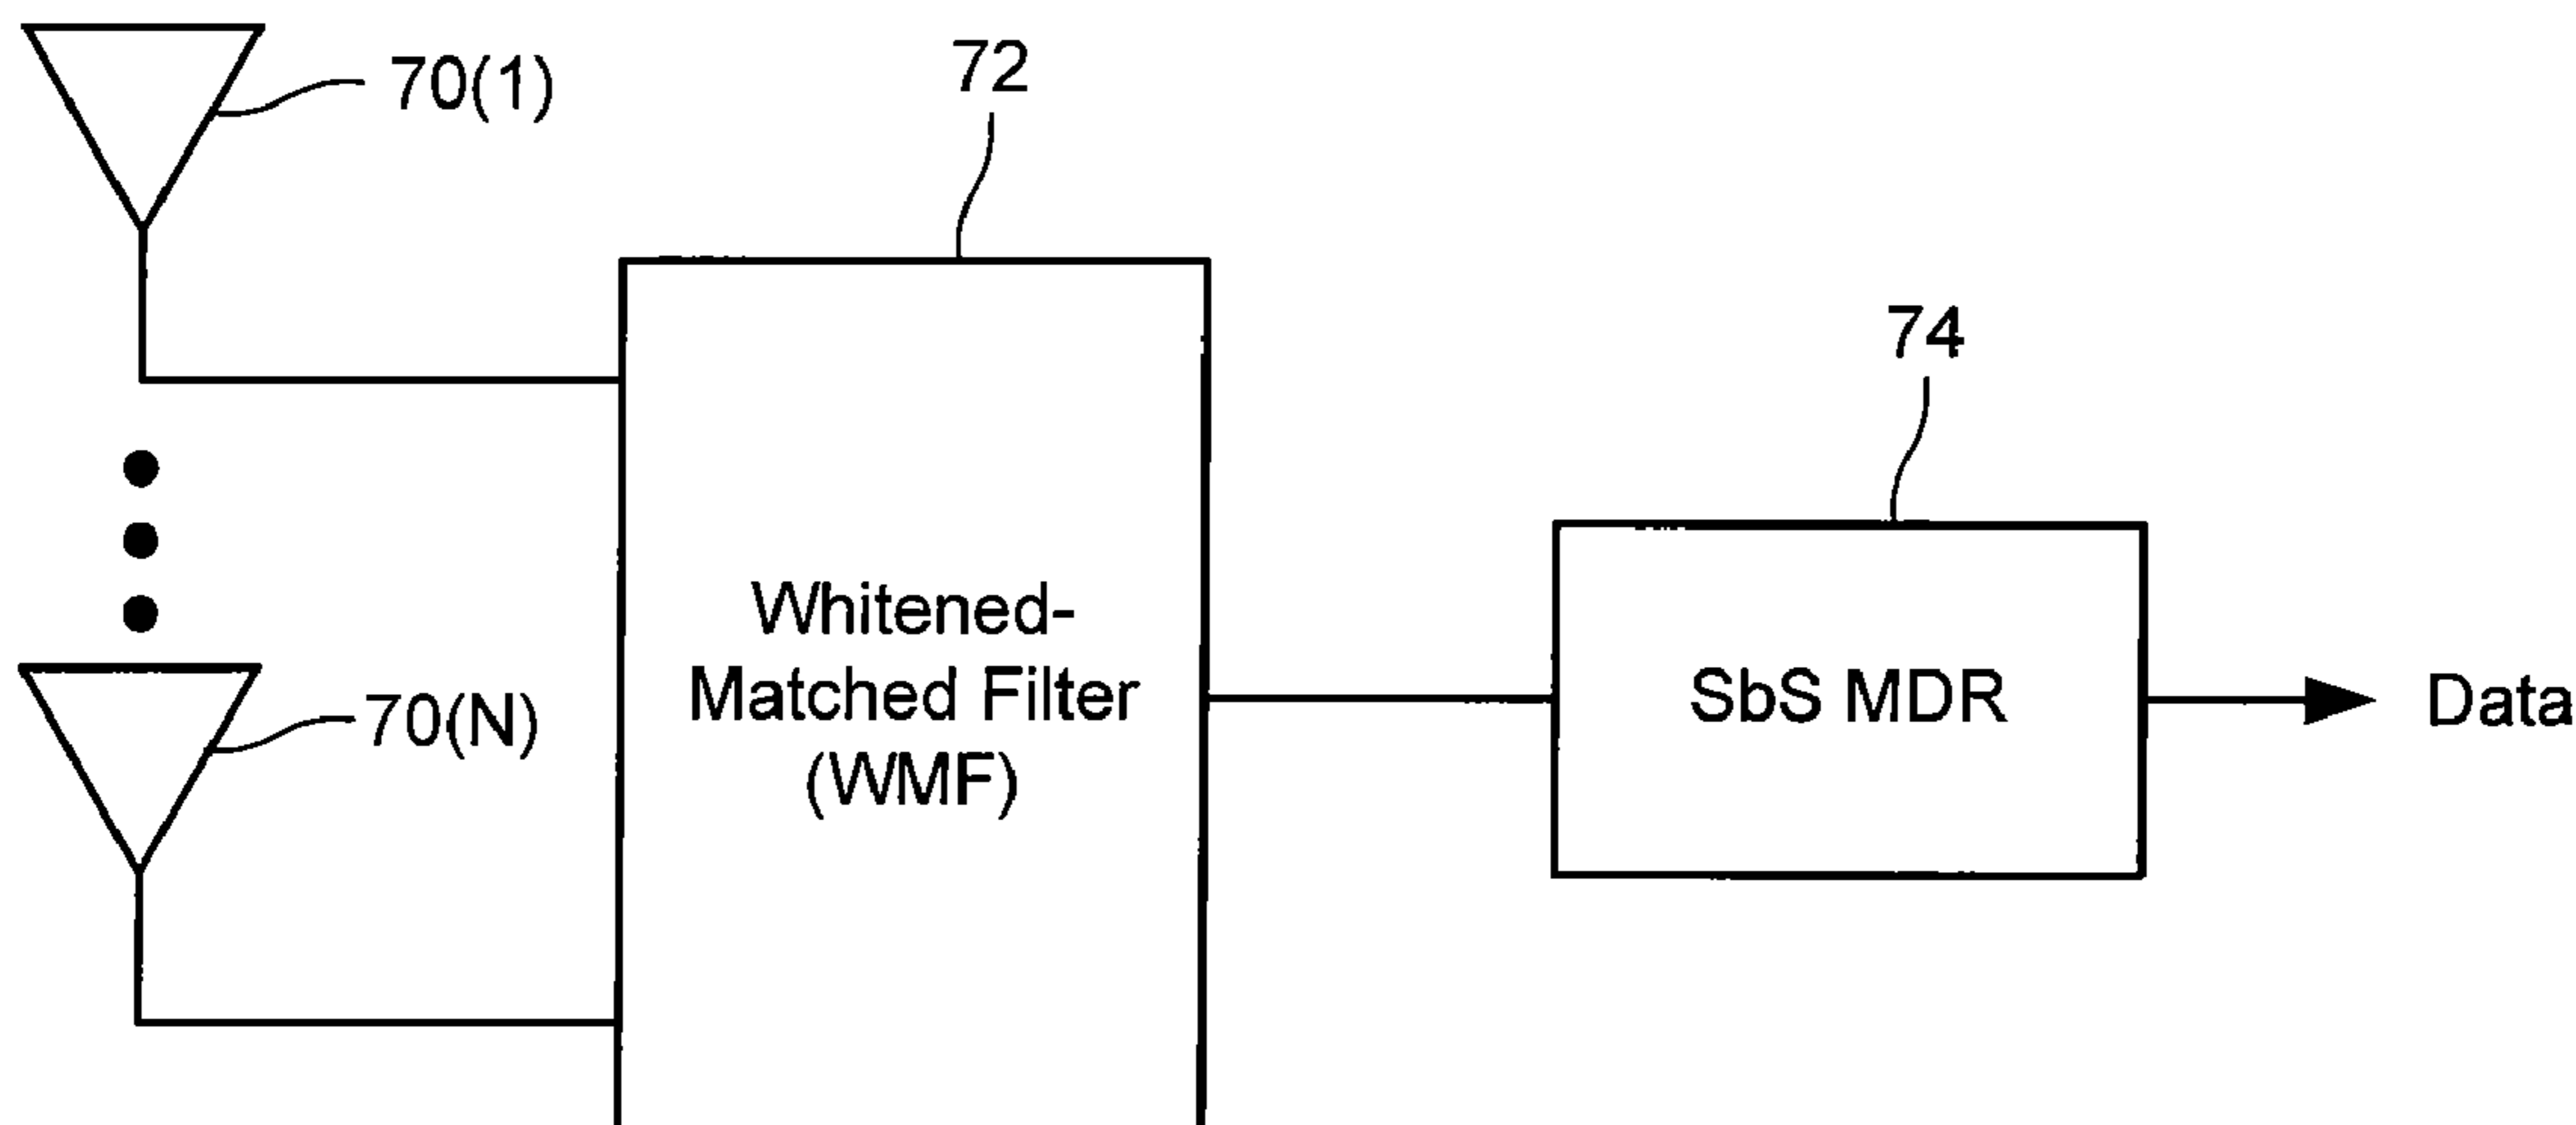 70(1)
72
74
Whitened-
Matched Filter
(WMF)
SbS MDR
Data
70(N)